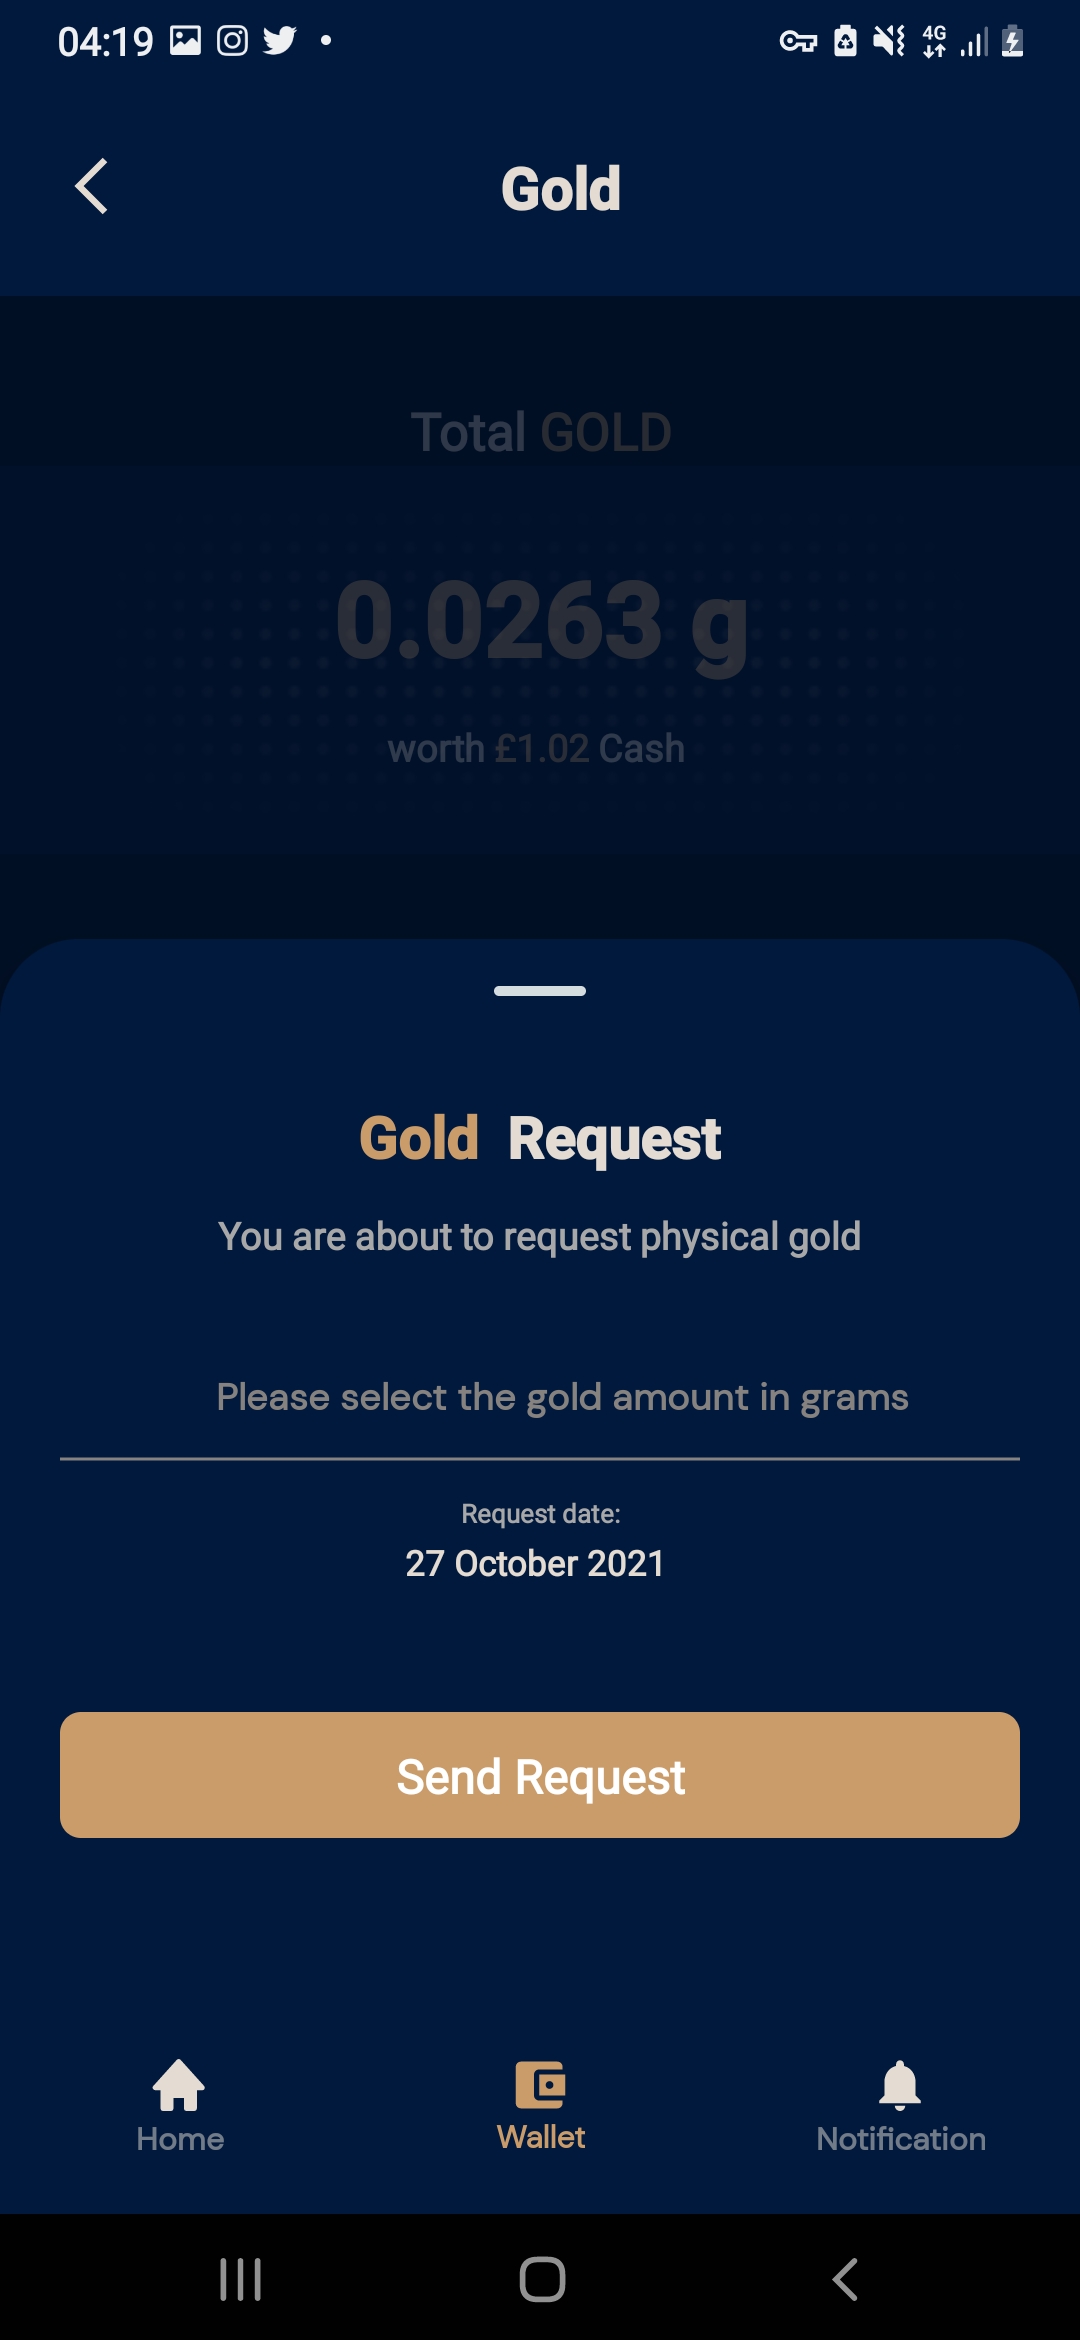 04:19
4G
Gold
Total GOLD
0.0263 g
worth £1.02 Cash
Gold Request
You are about to request physical gold
Please select the gold amount in grams
Request date:
27 October 2021
Send Request
Home
Wallet
Notification